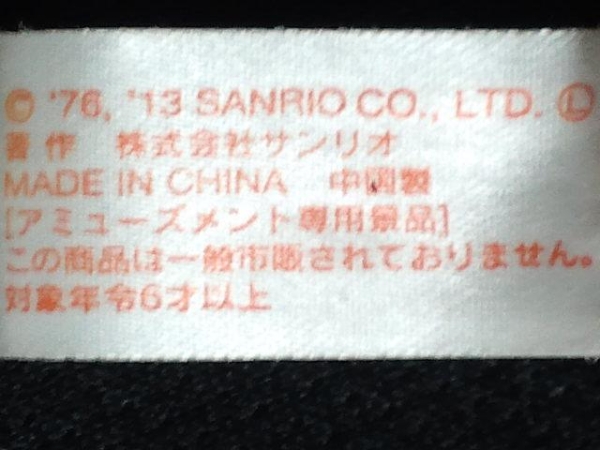 © '76, '13 SANRIO CO., LTD. Ⓛ
著作 株式会社サンリオ
MADE IN CHINA 中国製
[アミューズメント専用景品]
この商品は一般市販されておりません。
対象年令6才以上